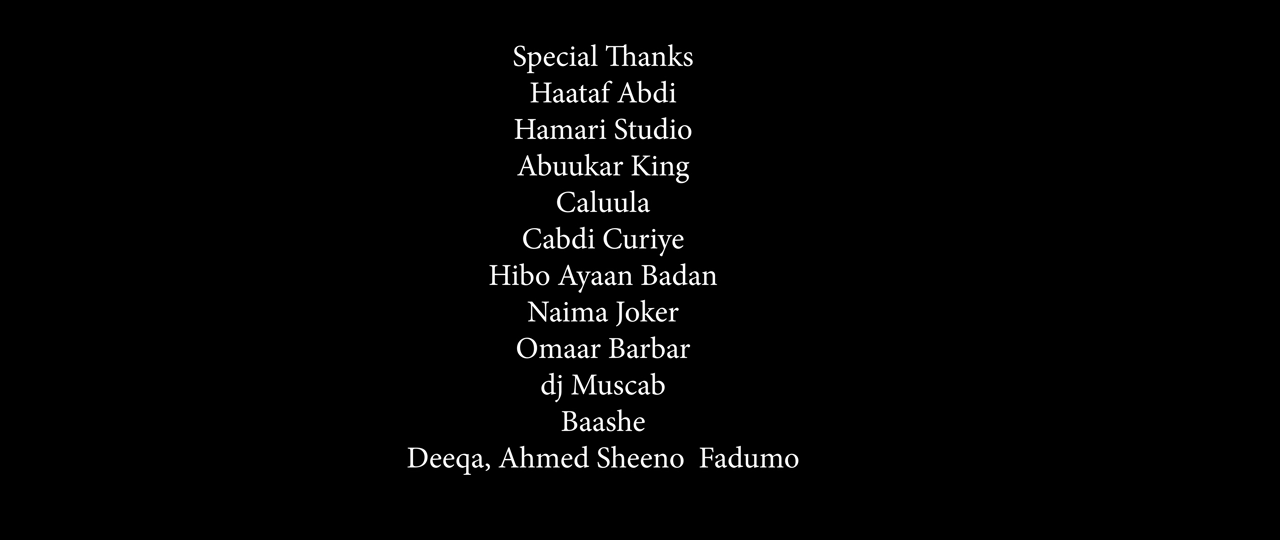 Special Thanks
Haataf Abdi
Hamari Studio
Abuukar King
Caluula
Cabdi Curiye
Hibo Ayaan Badan
Naima Joker
Omaar Barbar
dj Muscab
Baashe
Deeqa, Ahmed Sheeno  Fadumo